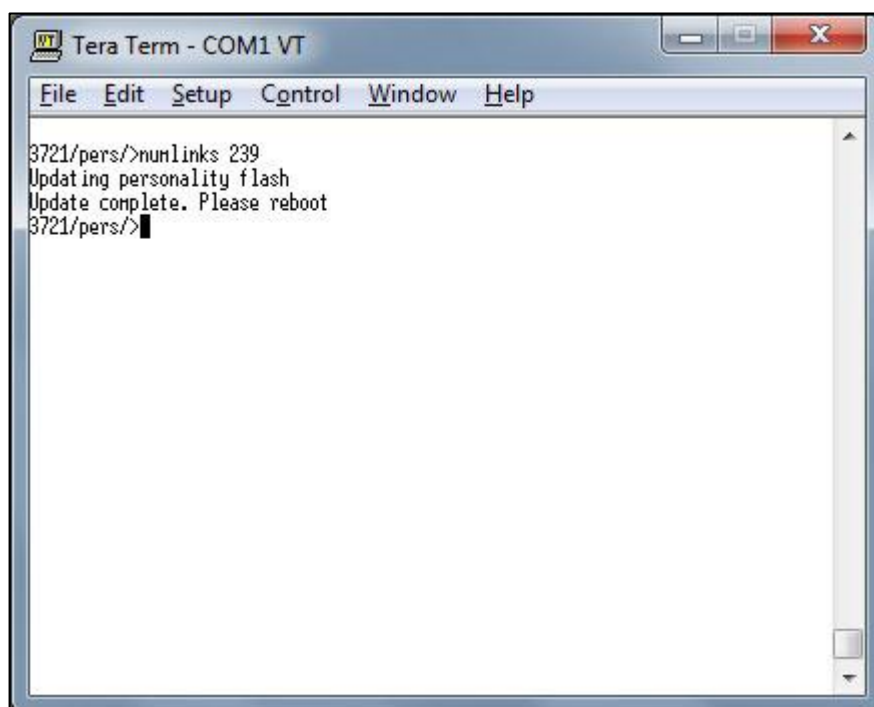 Tera Term - COM1 VT
File Edit Setup Control Window Help
3721/pers/>numlinks 239
Updating personality flash
Update complete. Please reboot
3721/pers/>